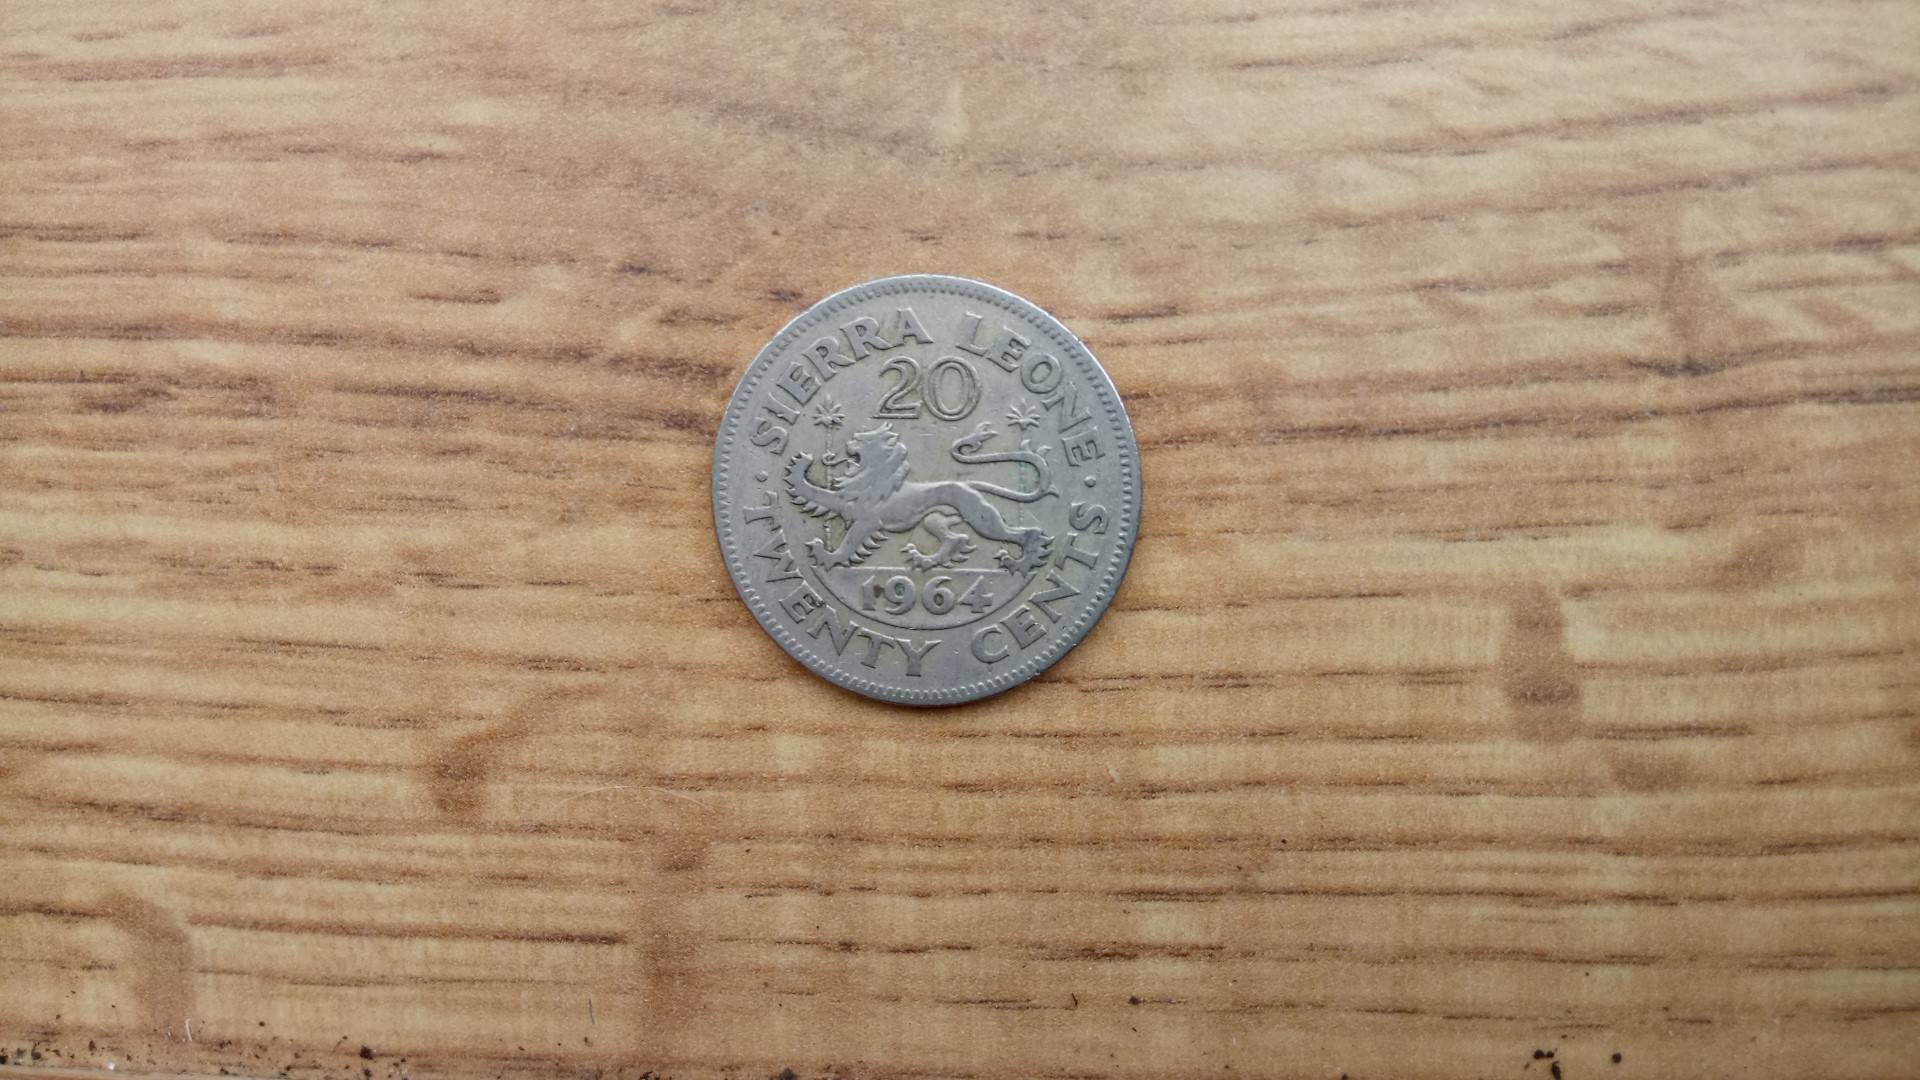 · SIERRA LEONE ·
20
1964
TWENTY CENTS